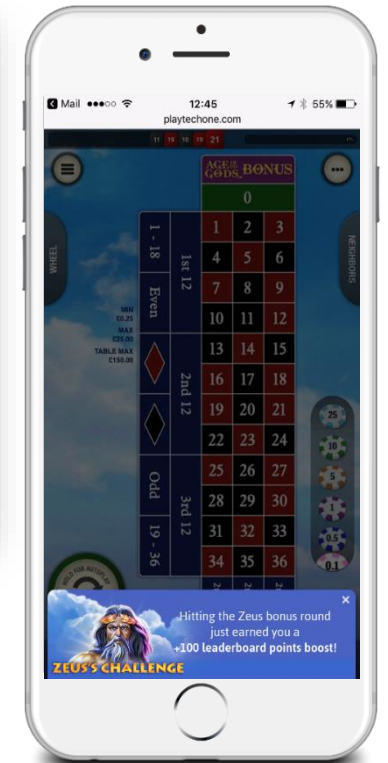 Mail 12:45 55%
playtechone.com
11 19 18 19 21
AGE OF THE GODS BONUS
WHEEL
NEIGHBORS
0
1 - 18
1st 12
1 2 3
4 5 6
Even
7 8 9
10 11 12
MIN
£0.25
MAX
£25.00
TABLE MAX
£150.00
2nd 12
13 14 15
16 17 18
19 20 21
22 23 24
Odd
3rd 12
25 26 27
28 29 30
19 - 36
31 32 33
34 35 36
25
10
5
1
0.5
0.1
HOLD FOR AUTOPLAY
Hitting the Zeus bonus round
just earned you a
+100 leaderboard points boost!
ZEUS'S CHALLENGE